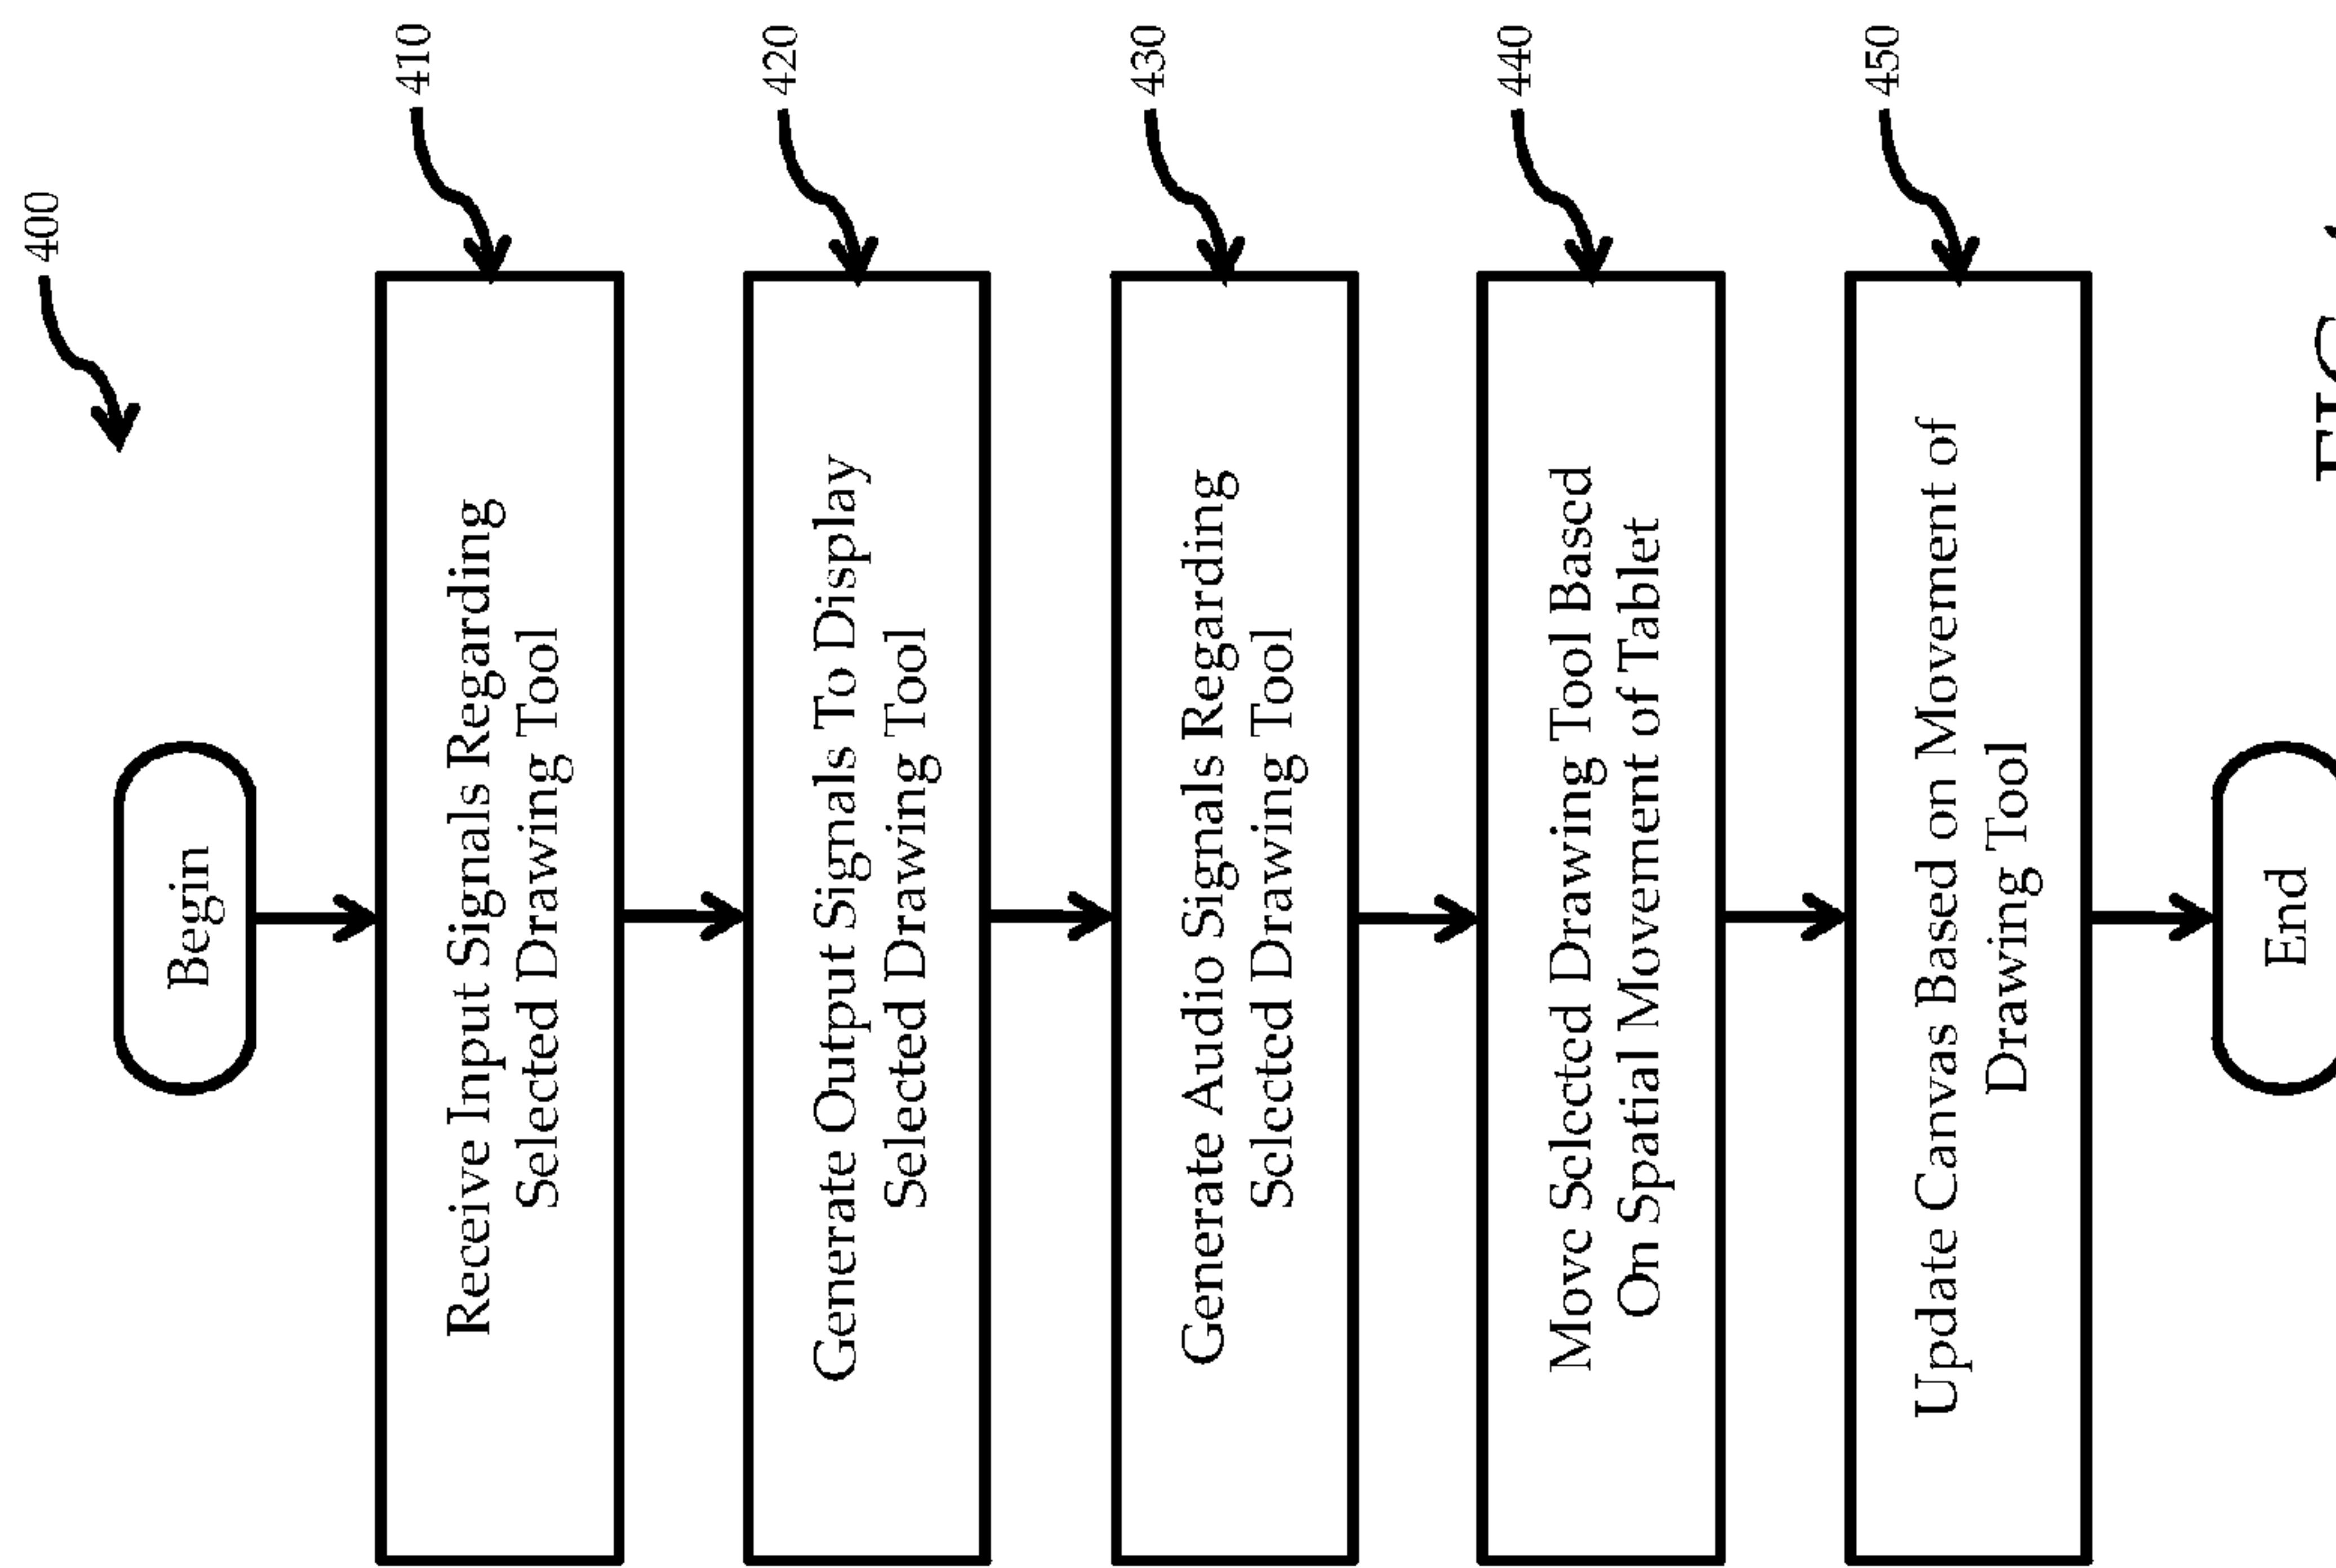 400
Begin
410
Receive Input Signals Regarding
Selected Drawing Tool
420
Generate Output Signals To Display
Selected Drawing Tool
430
Generate Audio Signals Regarding
Selected Drawing Tool
440
Move Selected Drawing Tool Based
On Spatial Movement of Tablet
450
Update Canvas Based on Movement of
Drawing Tool
End